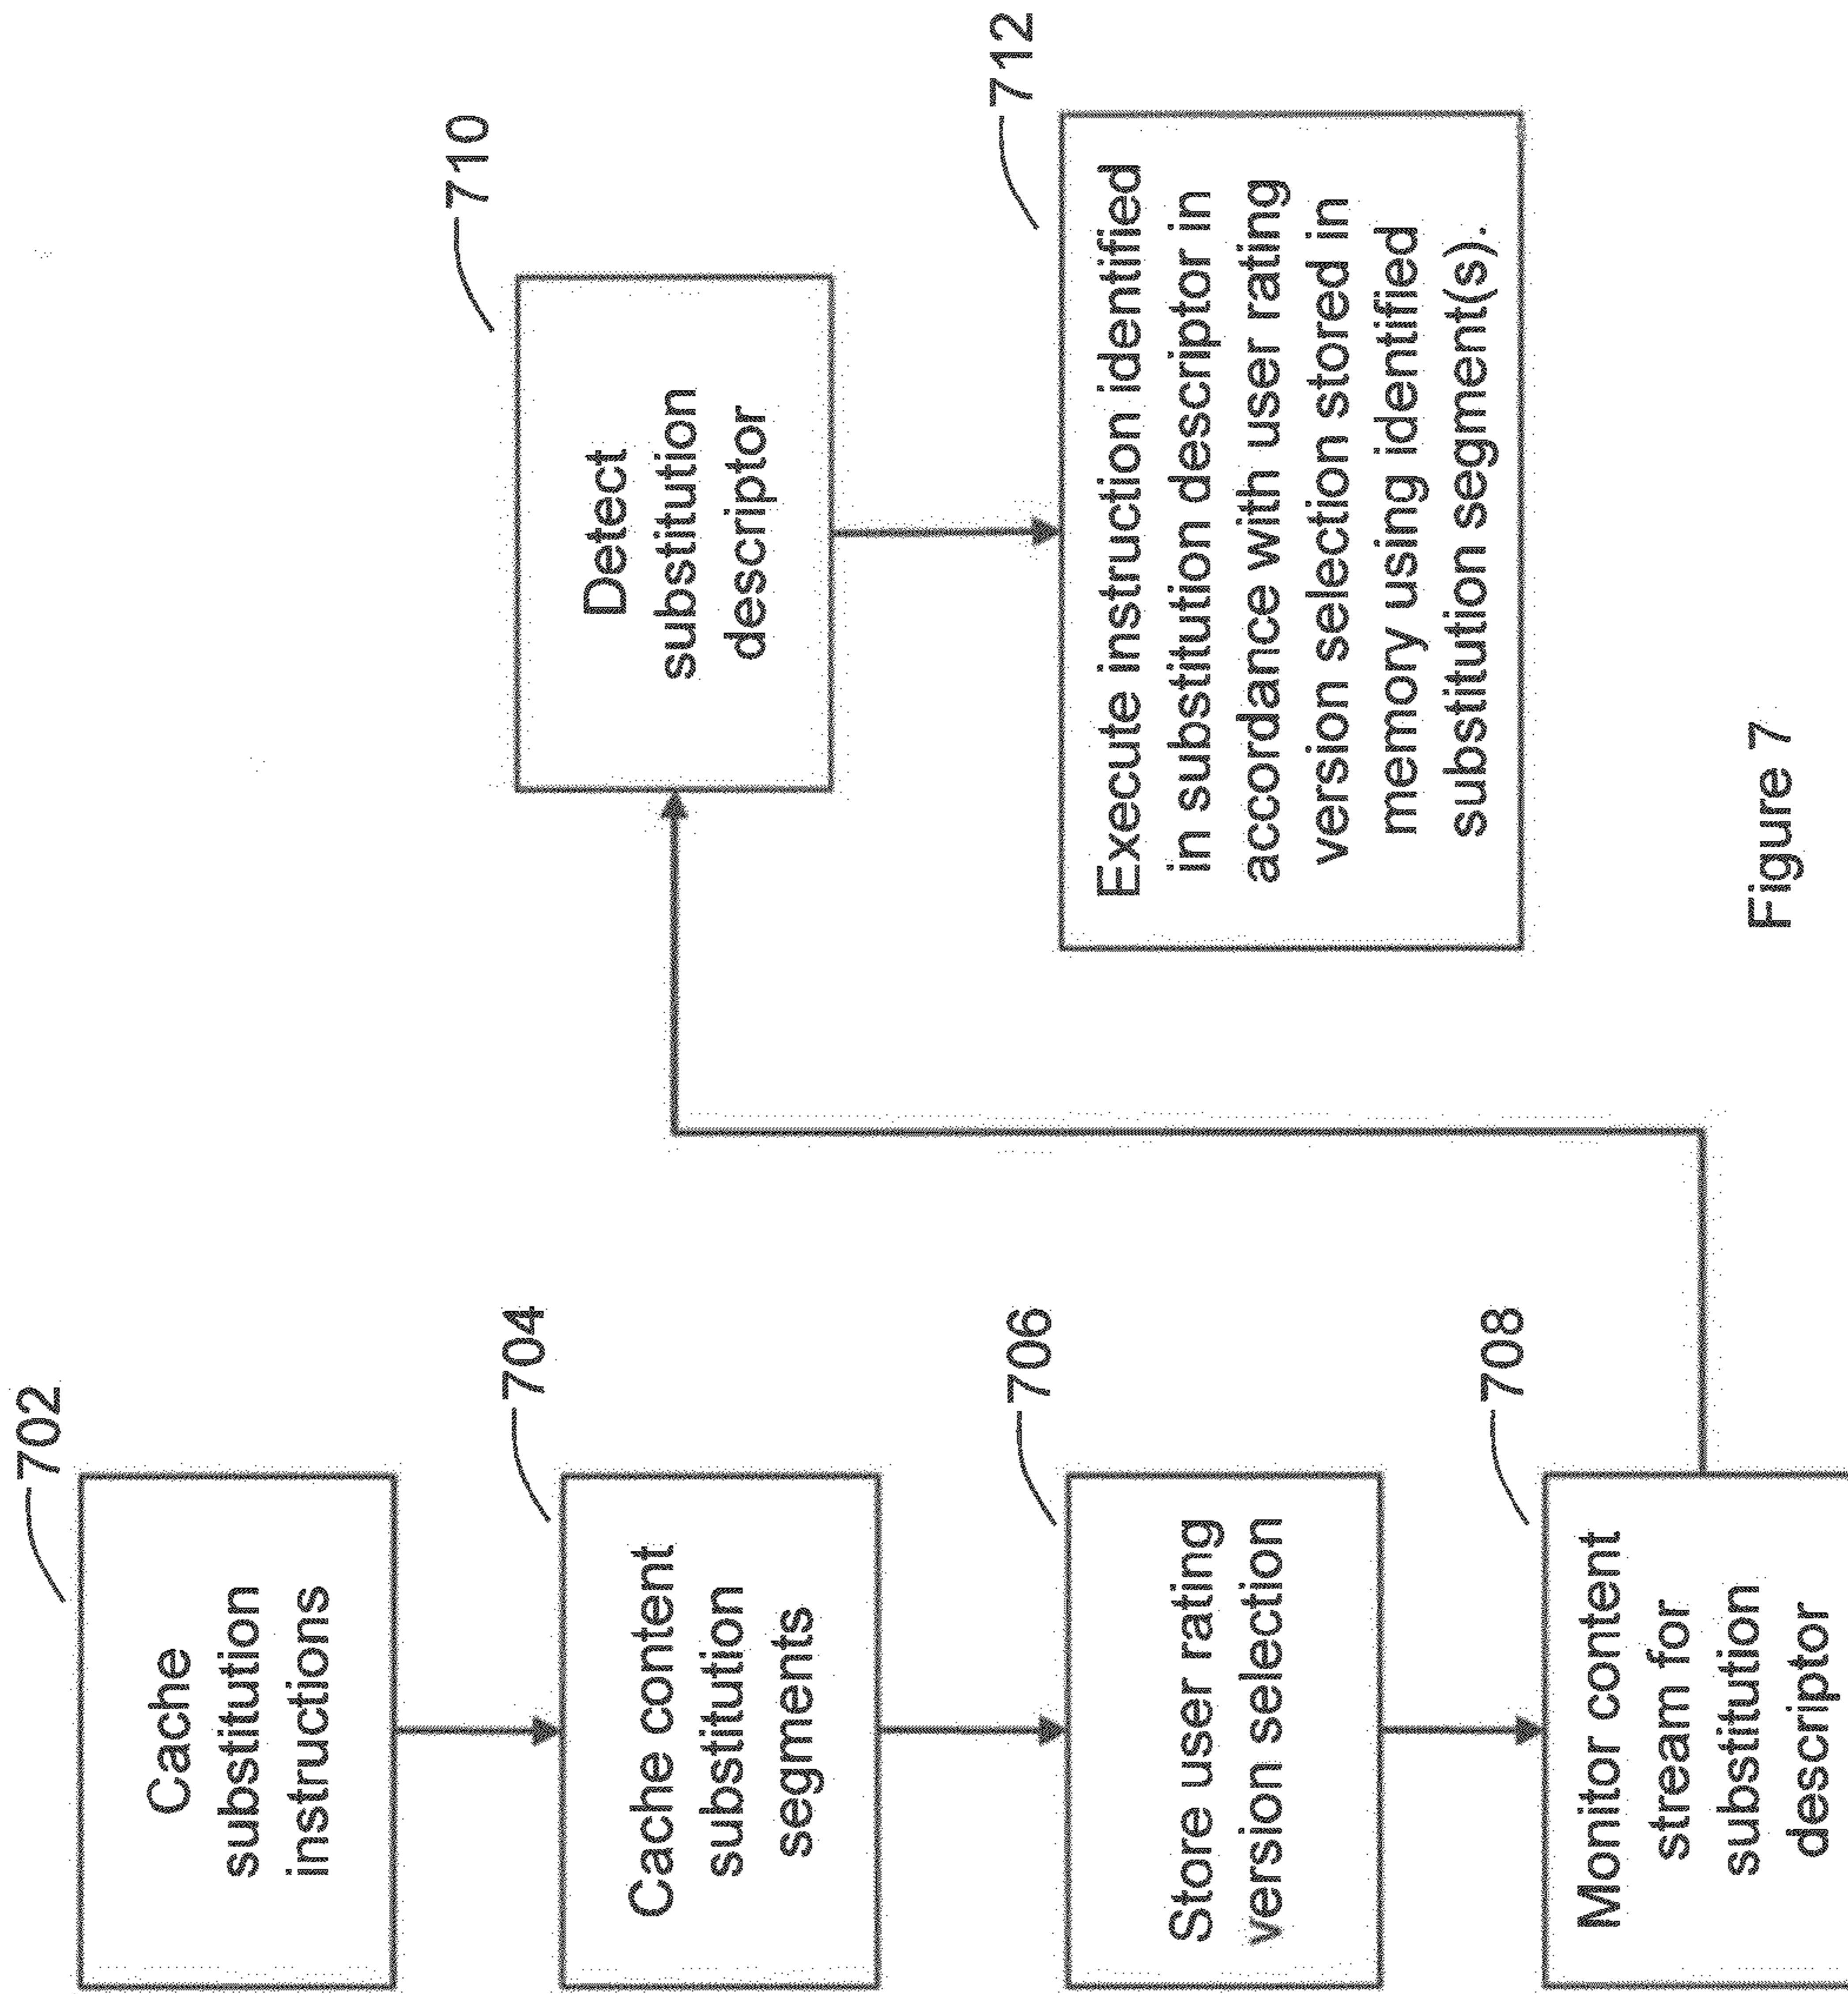 702
Cache
substitution
instructions
704
Cache content
substitution
segments
706
Store user rating
version selection
708
Monitor content
stream for
substitution
descriptor
710
Detect
substitution
descriptor
712
Execute instruction identified
in substitution descriptor in
accordance with user rating
version selection stored in
memory using identified
substitution segment(s).
Figure 7